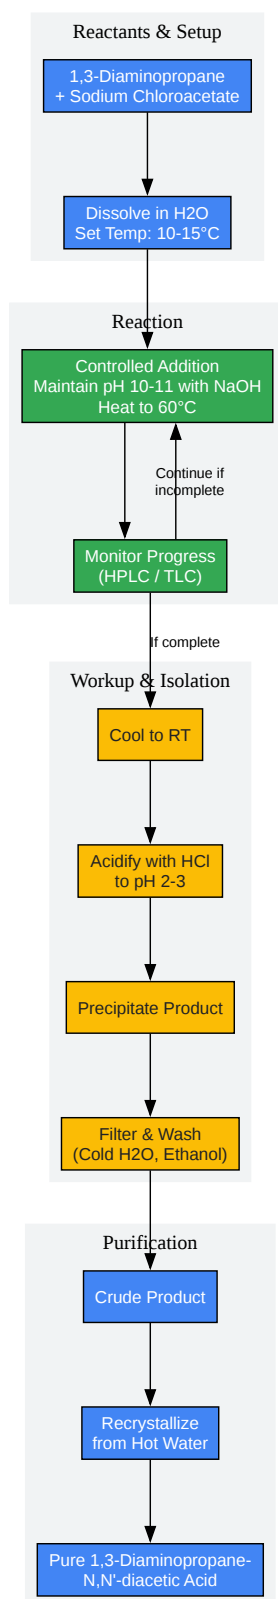 Reactants & Setup
1,3-Diaminopropane
+ Sodium Chloroacetate
Dissolve in H2O
Set Temp: 10-15°C
Reaction
Controlled Addition
Maintain pH 10-11 with NaOH
Heat to 60°C
Continue if
incomplete
Monitor Progress
(HPLC / TLC)
If complete
Workup & Isolation
Cool to RT
Acidify with HCl
to pH 2-3
Precipitate Product
Filter & Wash
(Cold H2O, Ethanol)
Purification
Crude Product
Recrystallize
from Hot Water
Pure 1,3-Diaminopropane-
N,N'-diacetic Acid